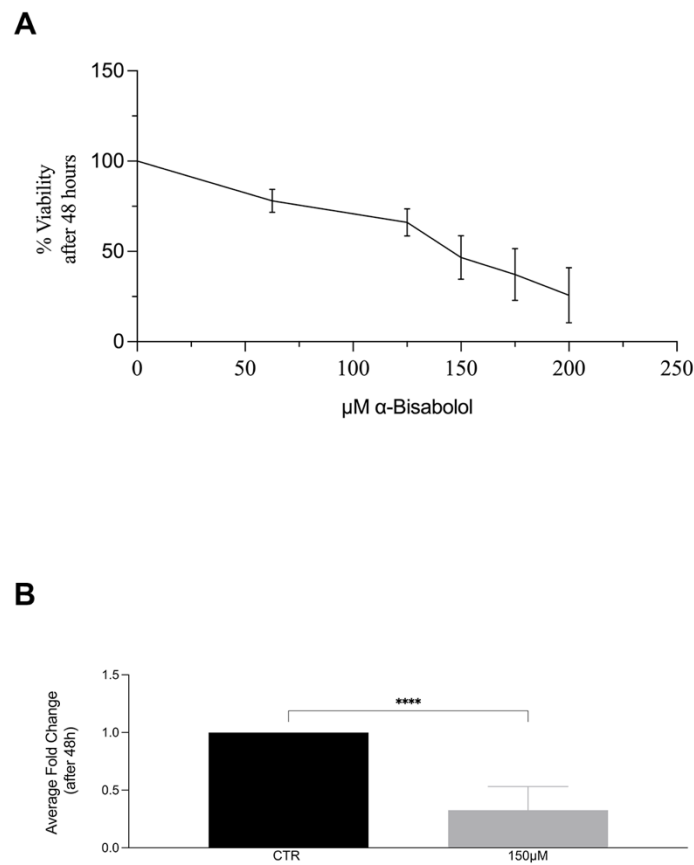 A
150
100
50
0
% Viability
after 48 hours
0 50 100 150 200 250
µM α-Bisabolol
B
1.5
1.0
0.5
0.0
Average Fold Change
(after 48h)
****
CTR 150µM